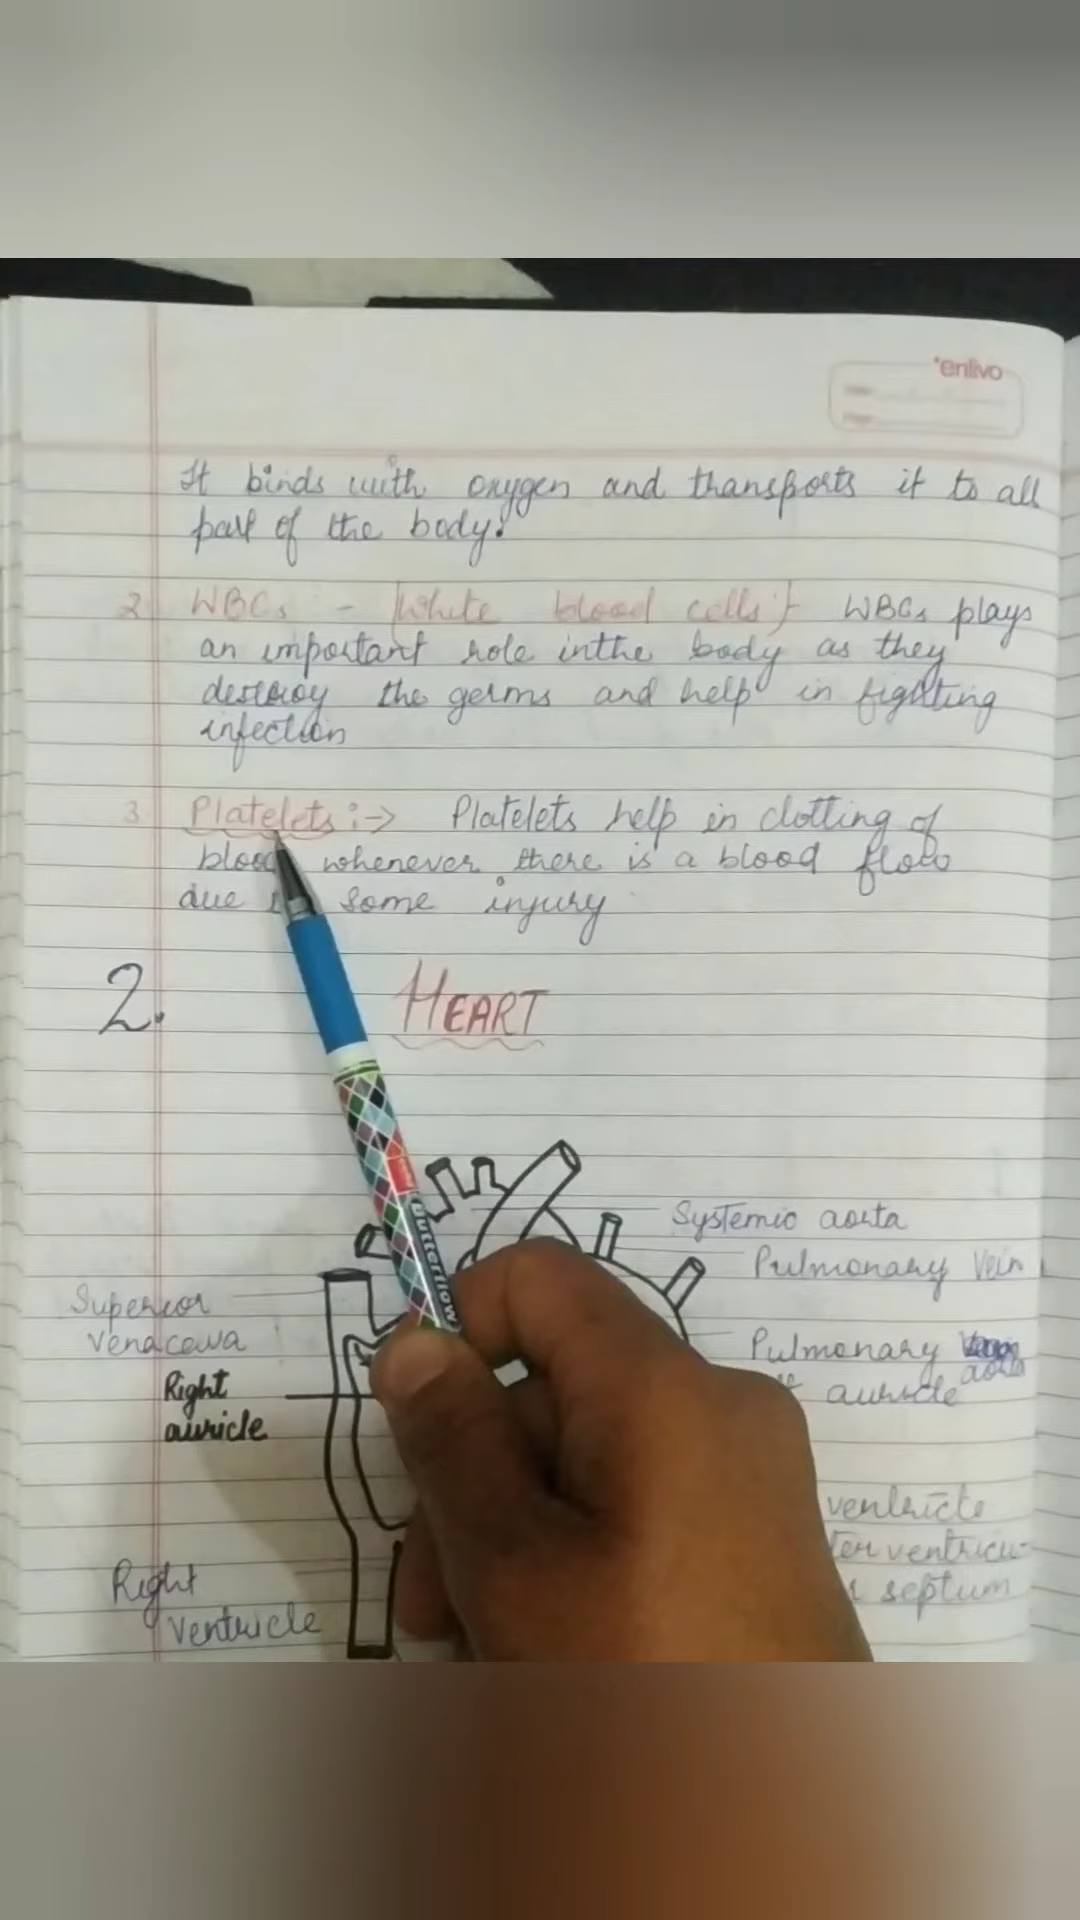 enlivo
It binds with oxygen and transports it to all
part of the body.
2 WBCs - |White blood cells}- WBCs plays
an important role inthe body as they
destroy the germs and help in fighting
infection
3 Platelets :-> Platelets help in clotting of
blood whenever there is a blood flow
due some injury
2. HEART
Systemic aorta
Pulmonary Vein
Superior
Venacava
Pulmonary
aorta
Right
auricle
auricle
ventricle
Right
ventricle
septum
Butterflow